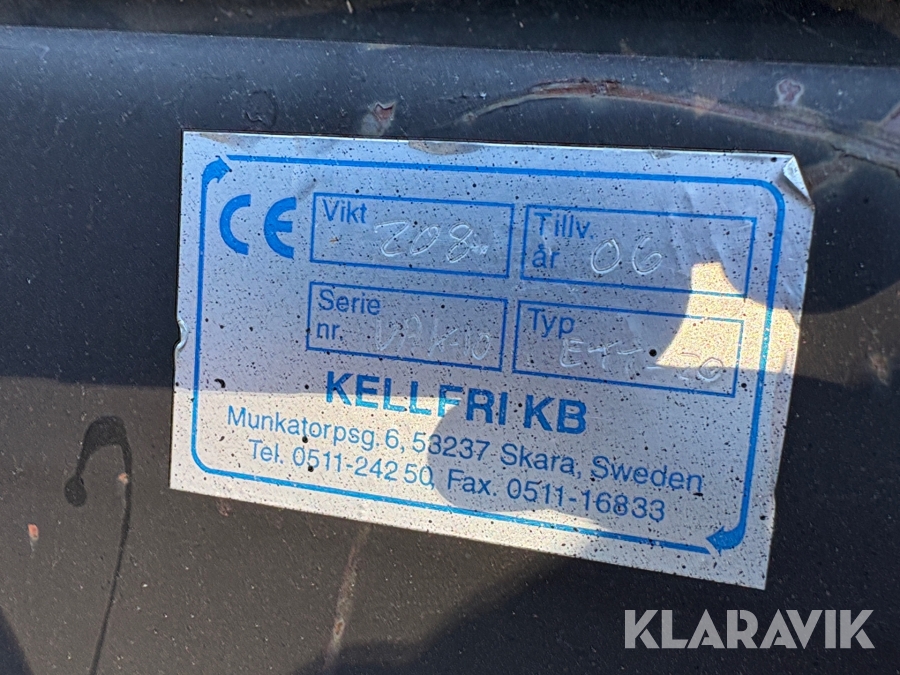 CE
Vikt 208
Tillv år 06
Serie nr.
Typ
KELLFRI KB
Munkatorpsg. 6, 53237 Skara, Sweden
Tel. 0511-242 50, Fax. 0511-16833
KLARAVIK